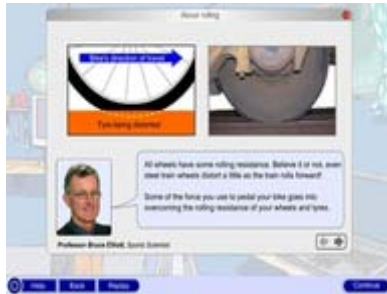 About rolling
Bike's direction of travel
Tyre being distorted
All wheels have some rolling resistance. Believe it or not, even
steel train wheels distort a little as the train rolls forward!
Some of the force you use to pedal your bike goes into
overcoming the rolling resistance of your wheels and tyres.
Professor Bruce Elliott, Sports Scientist
Help
Back
Replay
Continue